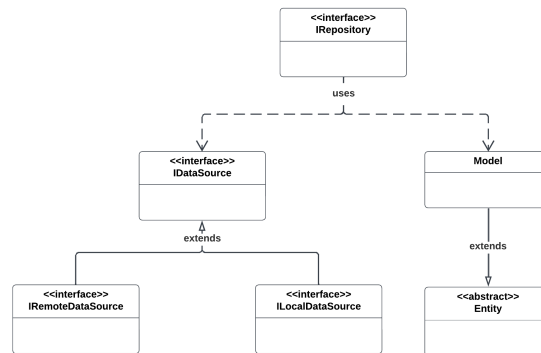 <<interface>>
IRepository
uses
<<interface>>
IDataSource
Model
extends
extends
<<interface>>
IRemoteDataSource
<<interface>>
ILocalDataSource
<<abstract>>
Entity